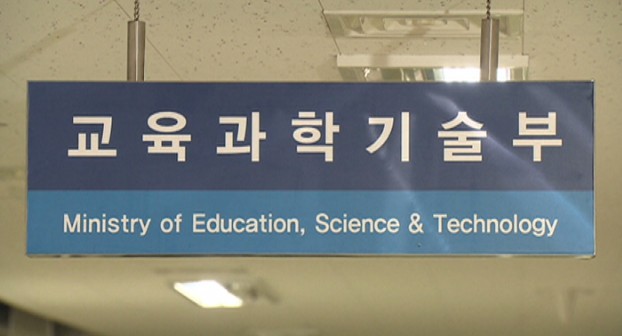 교육과학기술부
Ministry of Education, Science & Technology